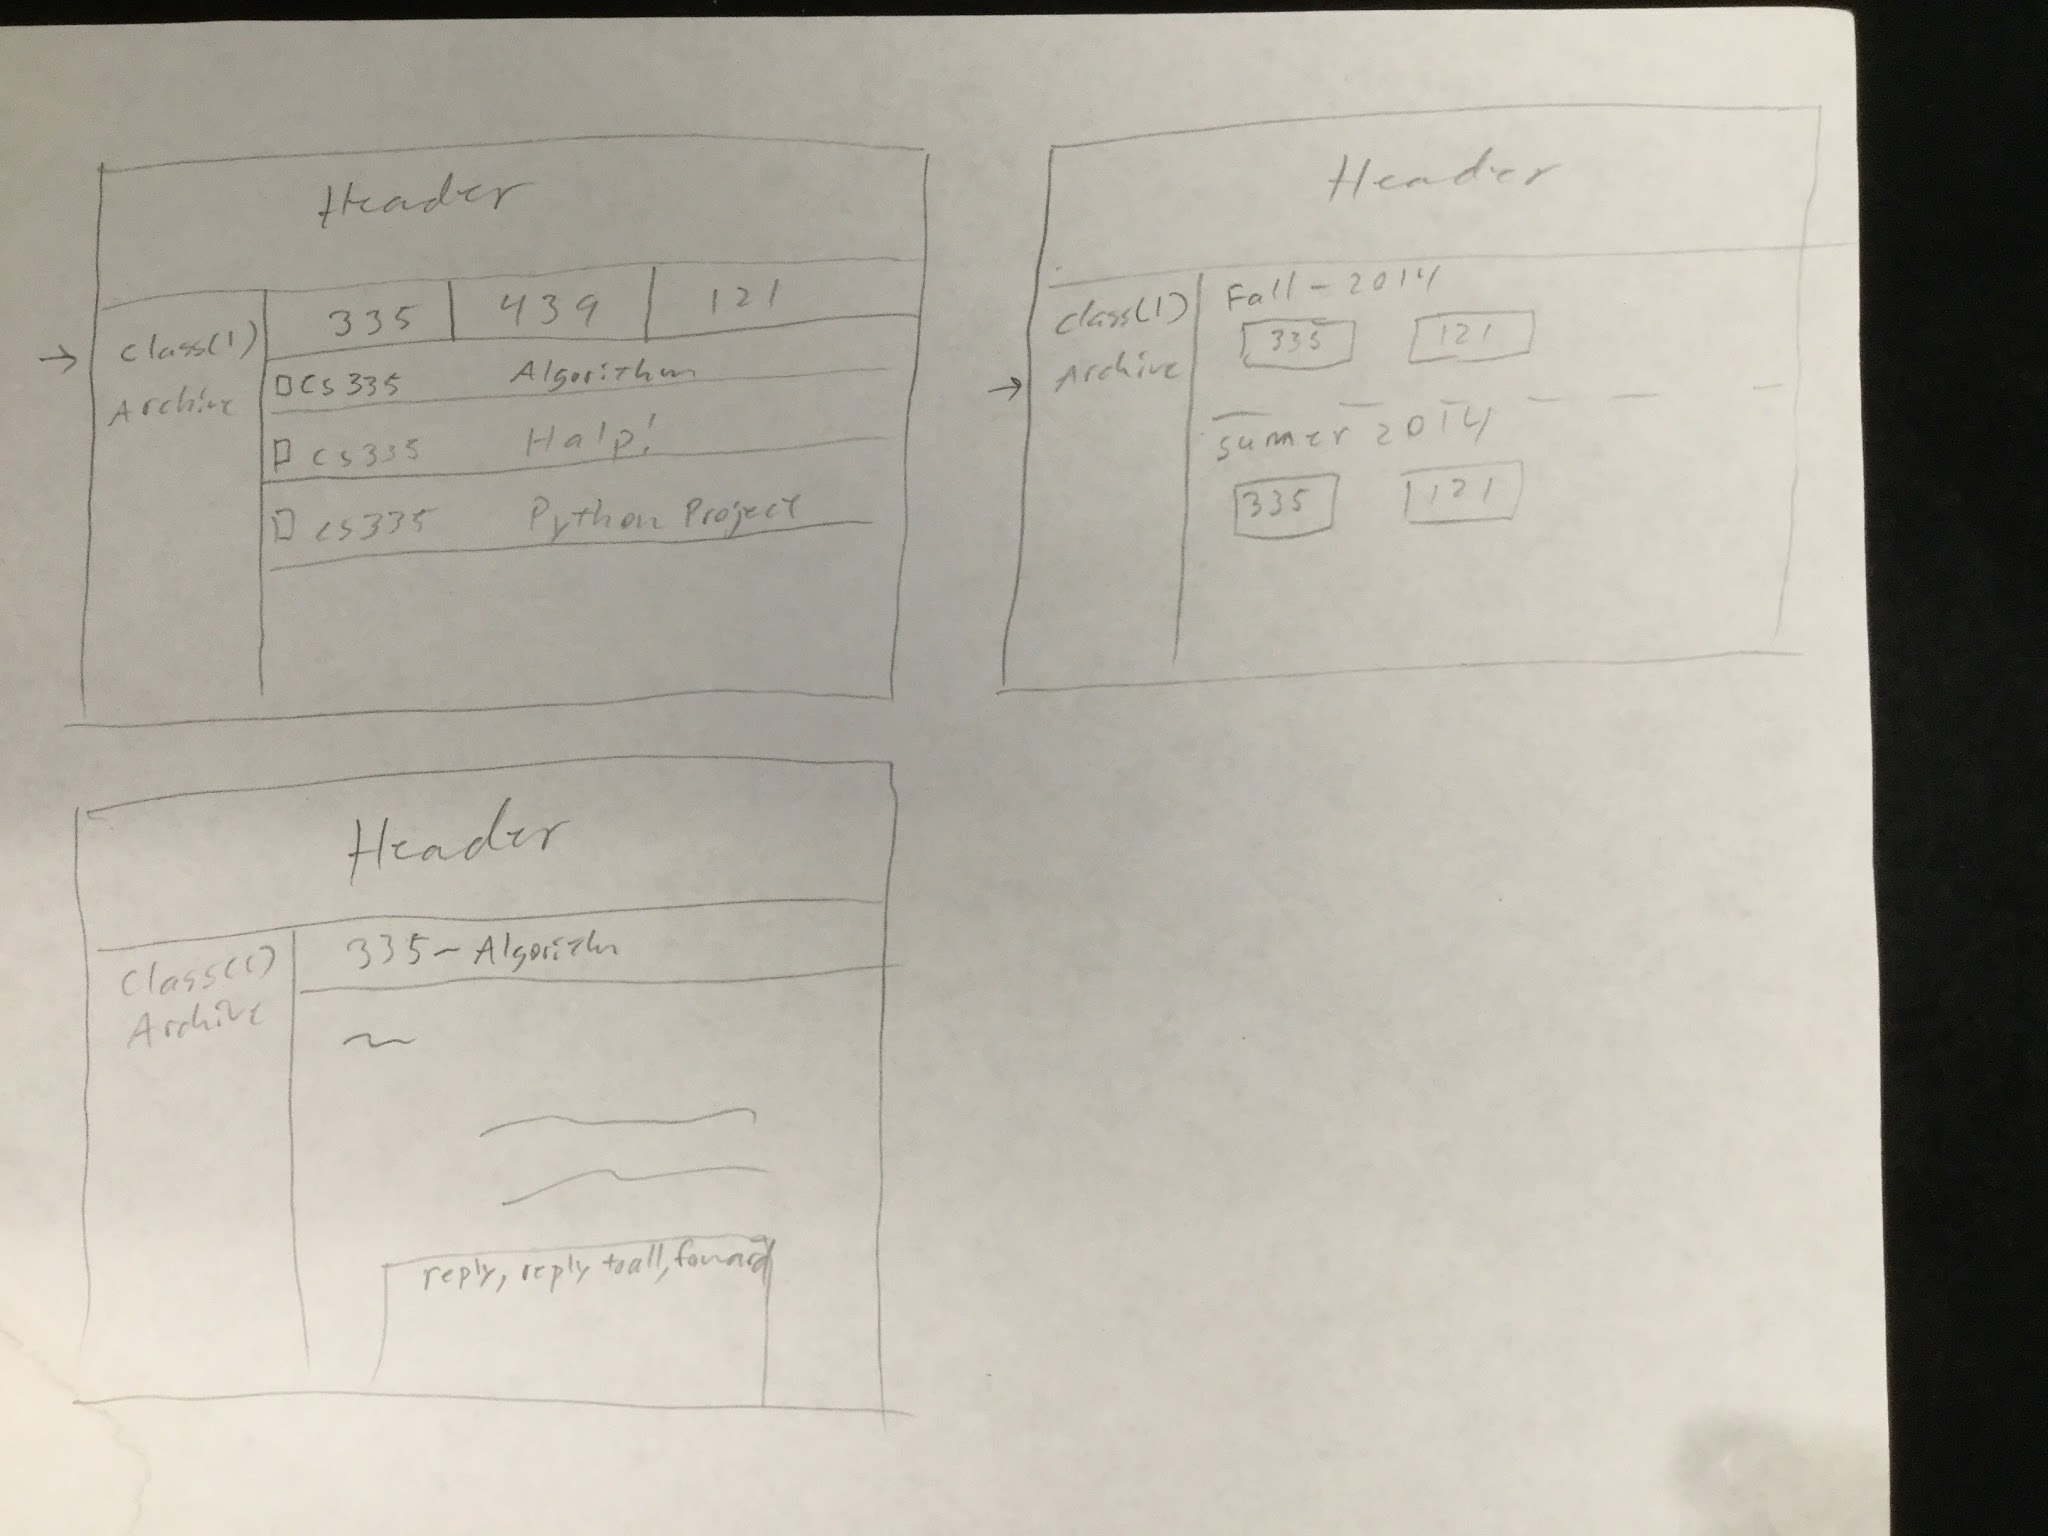 Header
335 439 121
class(1)
Archive
CS335 Algorithm
CS335 Halp!
CS335 Python Project
Header
class(1)
Archive
Fall - 2014
335 121
sumer 2014
335 121
Header
335 - Algorithm
Class(1)
Archive
reply, reply to all, forward